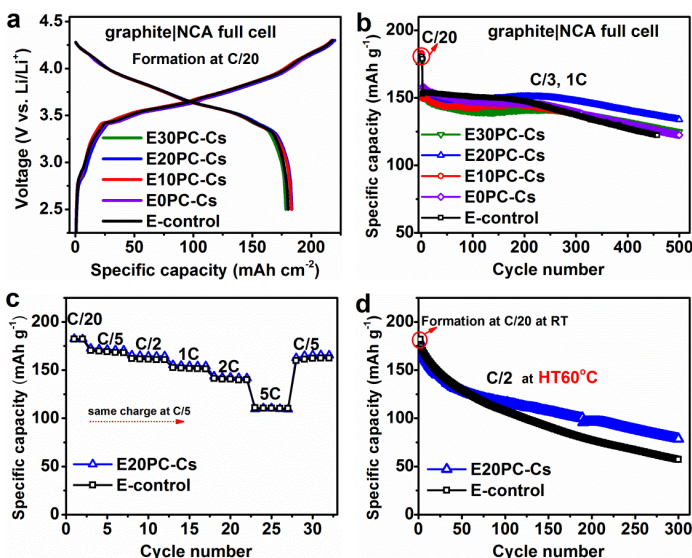 a
graphite|NCA full cell
Formation at C/20
4.5
4.0
3.5
3.0
2.5
Voltage (V vs. Li/Li⁺)
E30PC-Cs
E20PC-Cs
E10PC-Cs
E0PC-Cs
E-control
0 50 100 150 200
Specific capacity (mAh cm⁻²)
b
C/20
graphite|NCA full cell
C/3, 1C
200
175
150
125
100
75
50
Specific capacity (mAh g⁻¹)
E30PC-Cs
E20PC-Cs
E10PC-Cs
E0PC-Cs
E-control
0 100 200 300 400 500
Cycle number
c
C/20
C/5
C/2
1C
2C
5C
C/5
same charge at C/5
200
150
100
50
0
Specific capacity (mAh g⁻¹)
E20PC-Cs
E-control
0 5 10 15 20 25 30
Cycle number
d
Formation at C/20 at RT
C/2 at HT60°C
200
150
100
50
0
Specific capacity (mAh g⁻¹)
E20PC-Cs
E-control
0 50 100 150 200 250 300
Cycle number